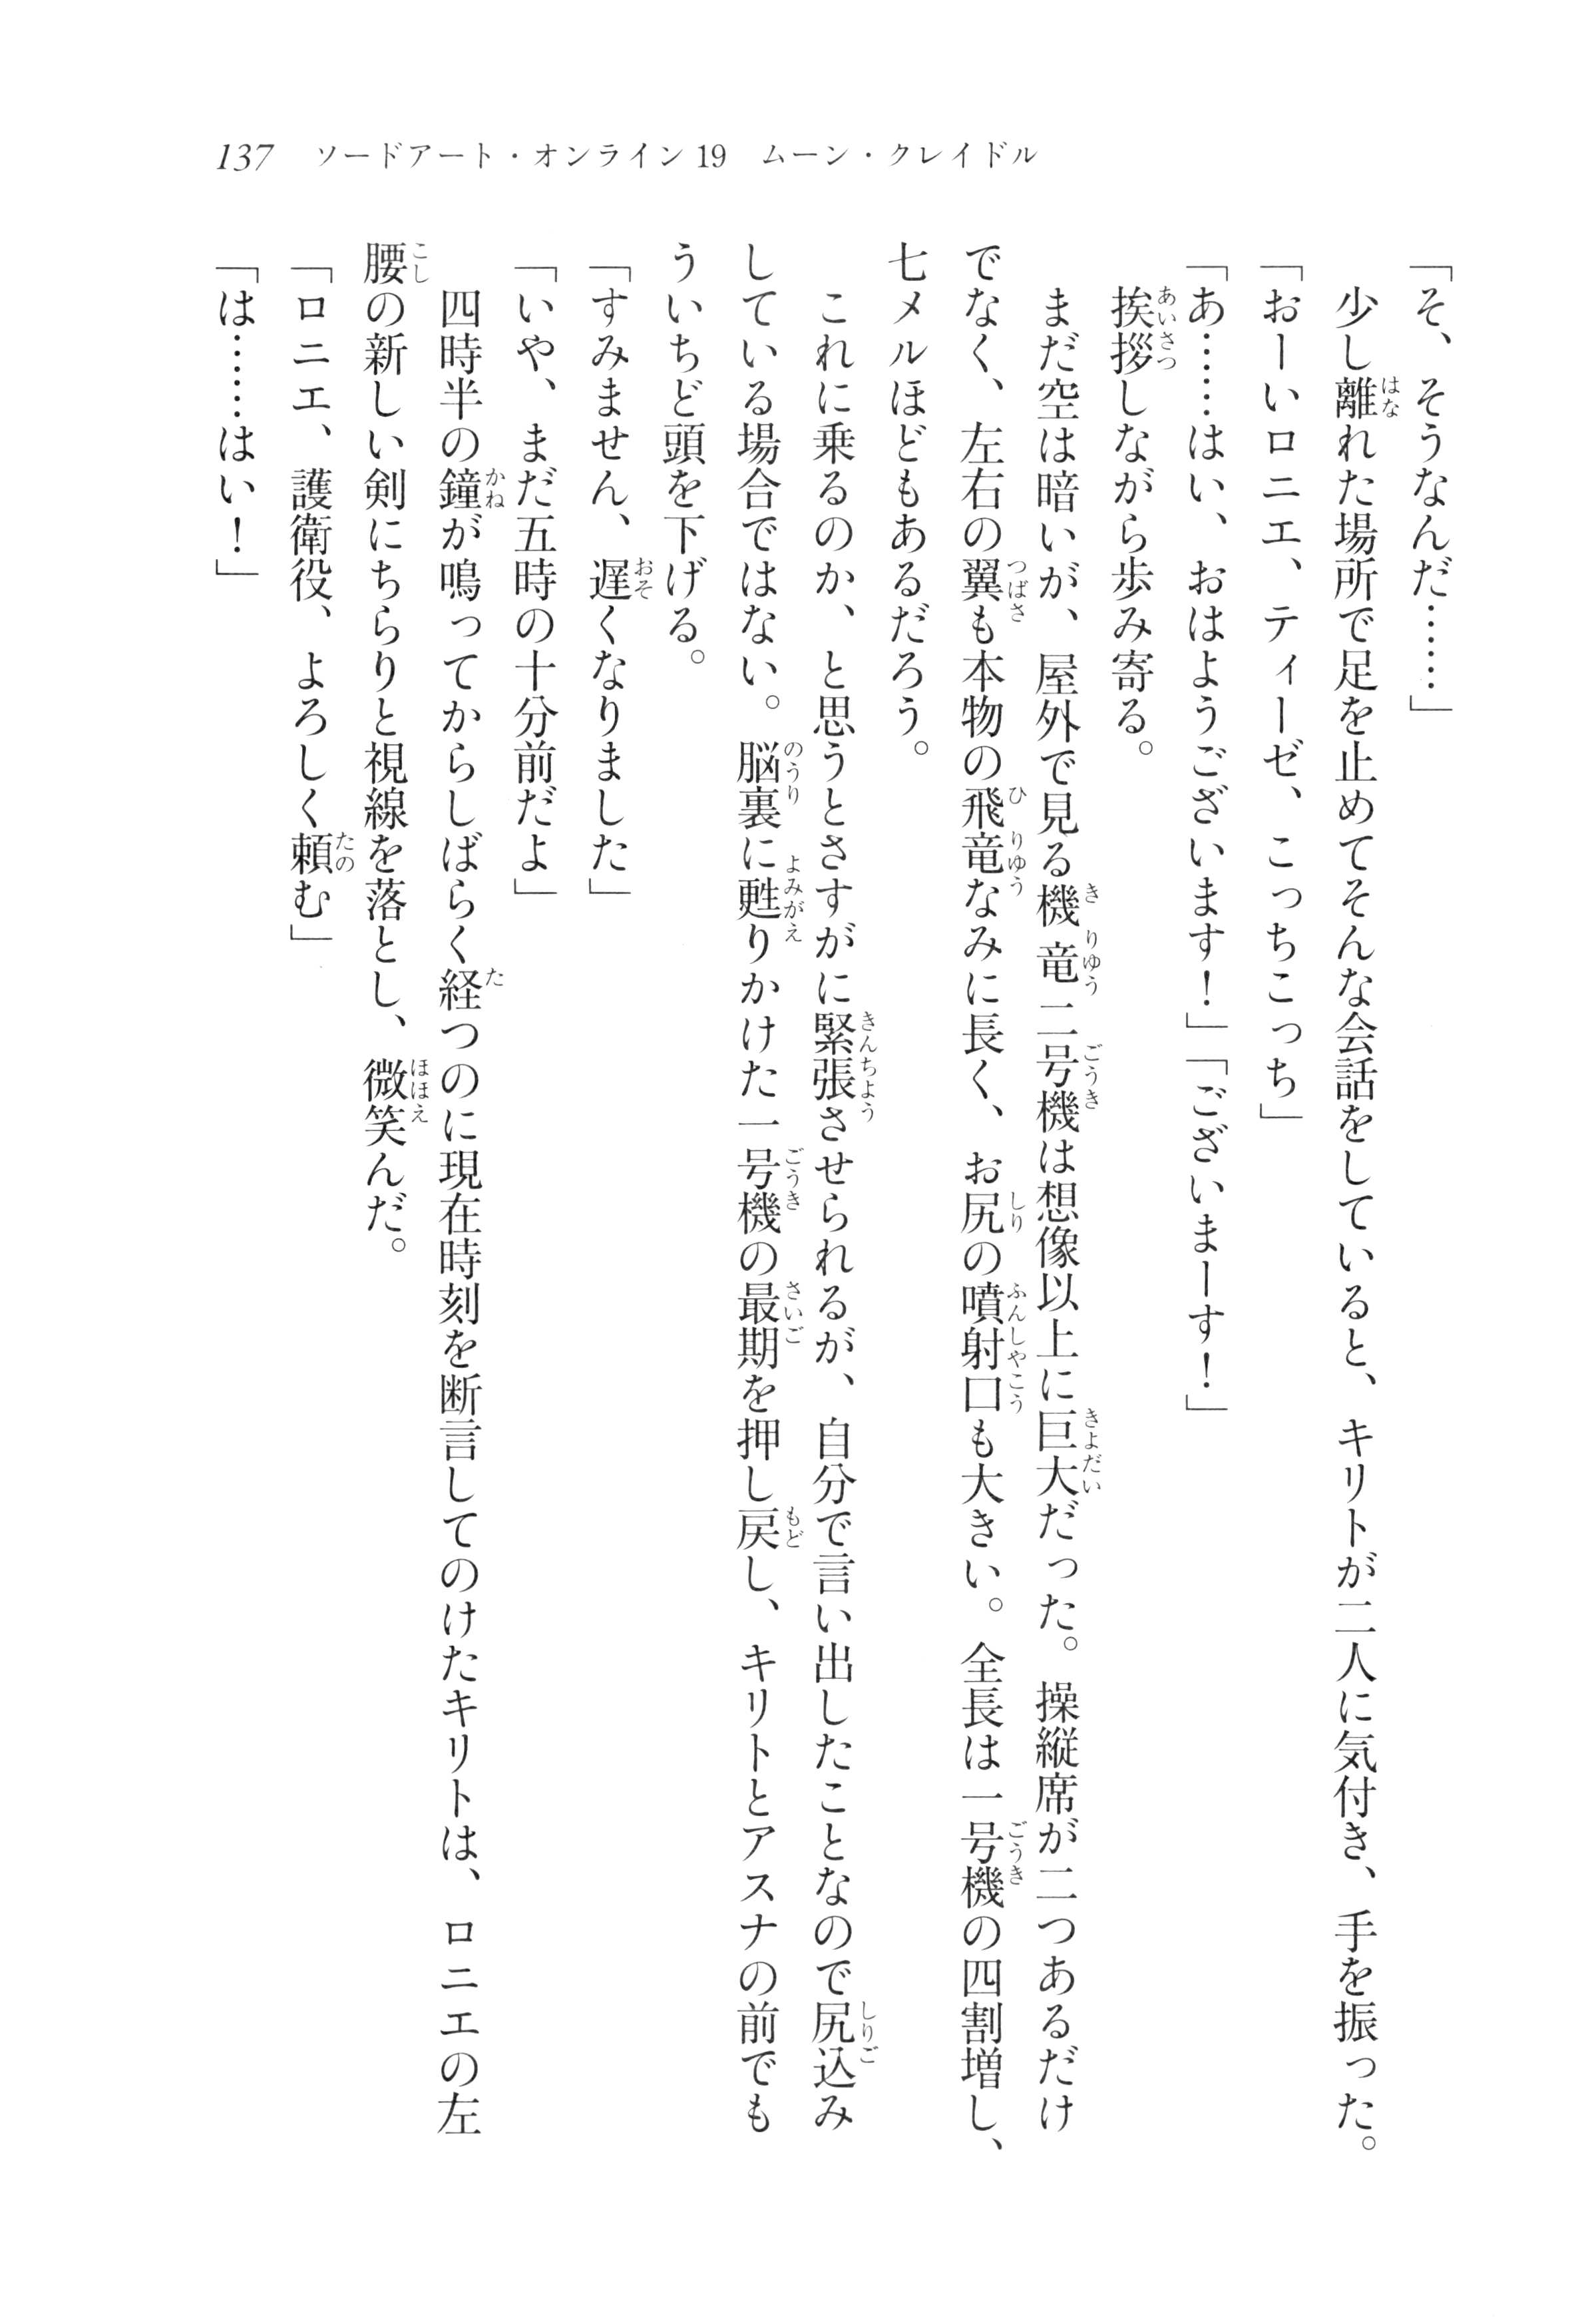 137　ソードアート・オンライン19　ムーン・クレイドル
「そ、そうなんだ……」
　少し離れた場所で足を止めてそんな会話をしていると、キリトが二人に気付き、手を振った。
「おーいロニエ、ティーゼ、こっちこっち」
「あ……はい、おはようございます！」「ございまーす！」
　挨拶しながら歩み寄る。
　まだ空は暗いが、屋外で見る機竜二号機は想像以上に巨大だった。操縦席が二つあるだけ
でなく、左右の翼も本物の飛竜なみに長く、お尻の噴射口も大きい。全長は一号機の四割増し、
七メルほどもあるだろう。
　これに乗るのか、と思うとさすがに緊張させられるが、自分で言い出したことなので尻込み
している場合ではない。脳裏に甦りかけた一号機の最期を押し戻し、キリトとアスナの前でも
ういちど頭を下げる。
「すみません、遅くなりました」
「いや、まだ五時の十分前だよ」
　四時半の鐘が鳴ってからしばらく経つのに現在時刻を断言してのけたキリトは、ロニエの左
腰の新しい剣にちらりと視線を落とし、微笑んだ。
「ロニエ、護衛役、よろしく頼む」
「は……はい！」